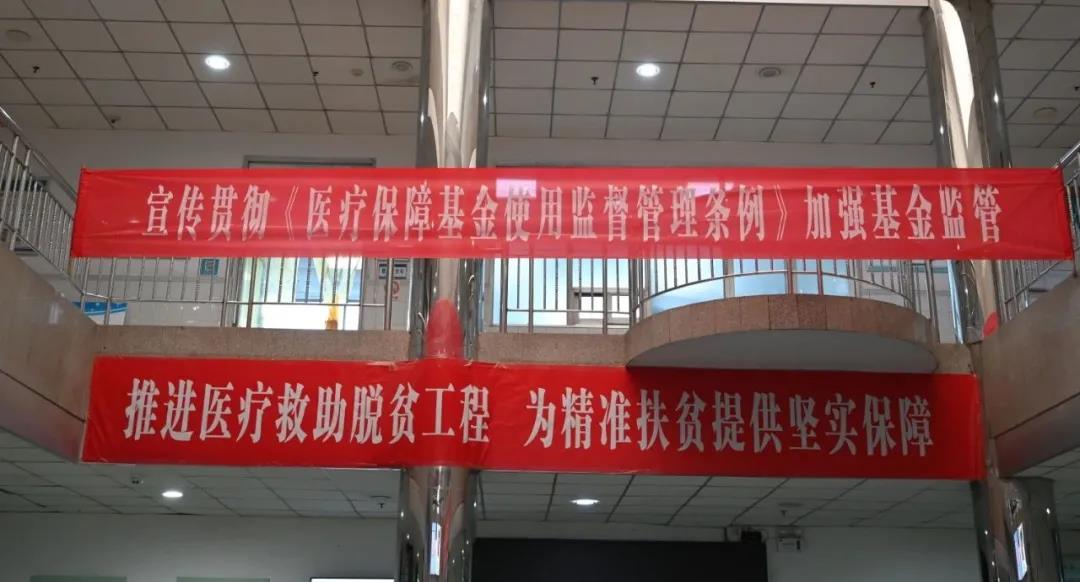 宣传贯彻《医疗保障基金使用监督管理条例》加强基金监管
推进医疗救助脱贫工程 为精准扶贫提供坚实保障